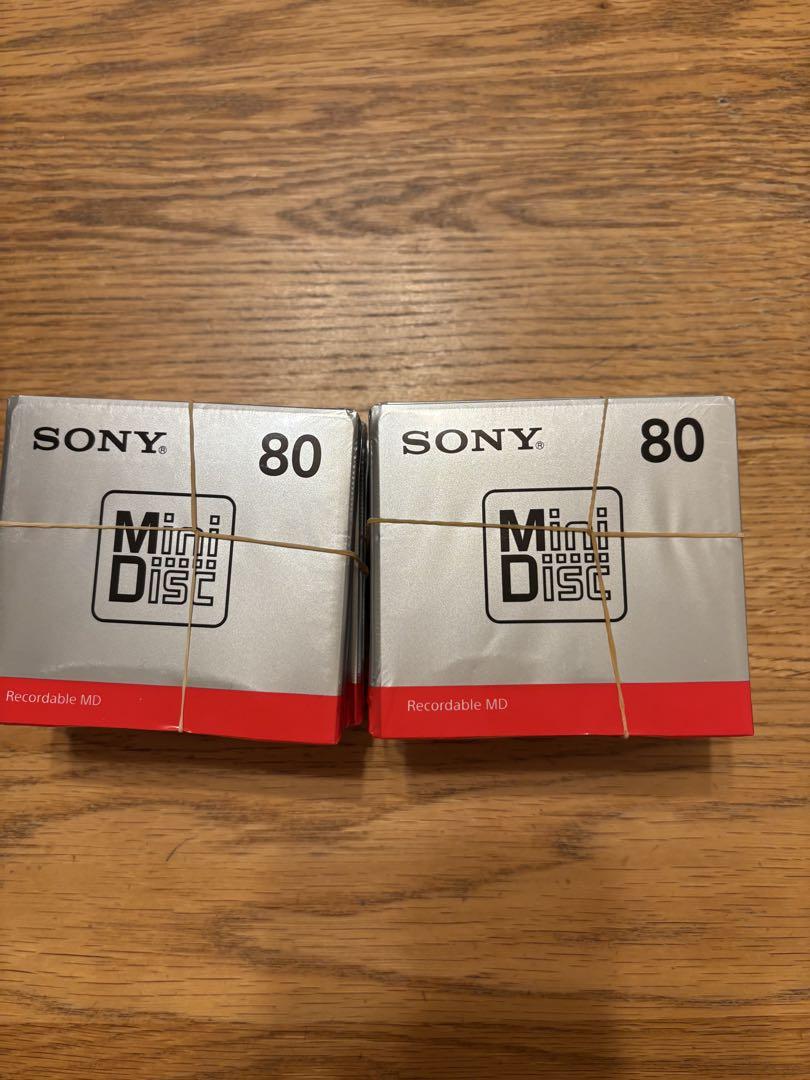 SONY®
80
Mini
Disc
Recordable MD
SONY®
80
Mini
Disc
Recordable MD